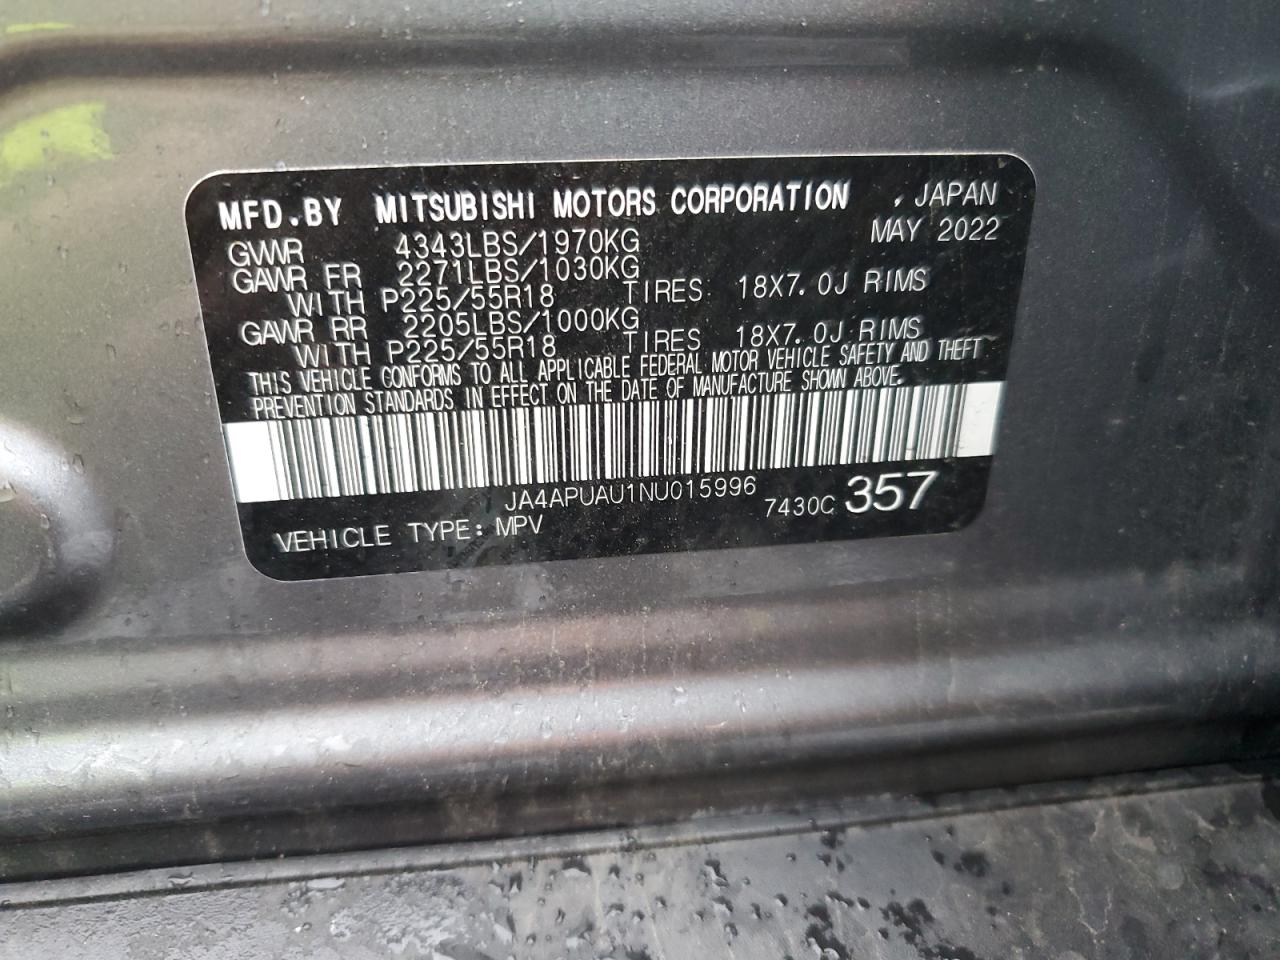 MFD.BY MITSUBISHI MOTORS CORPORATION , JAPAN
MAY 2022
GVWR 4343LBS/1970KG
GAWR FR 2271LBS/1030KG
WITH P225/55R18 TIRES 18X7.0J RIMS
GAWR RR 2205LBS/1000KG
WITH P225/55R18 TIRES 18X7.0J RIMS
THIS VEHICLE CONFORMS TO ALL APPLICABLE FEDERAL MOTOR VEHICLE SAFETY AND THEFT
PREVENTION STANDARDS IN EFFECT ON THE DATE OF MANUFACTURE SHOWN ABOVE.
JA4APUAU1NU015996
7430C 357
VEHICLE TYPE: MPV